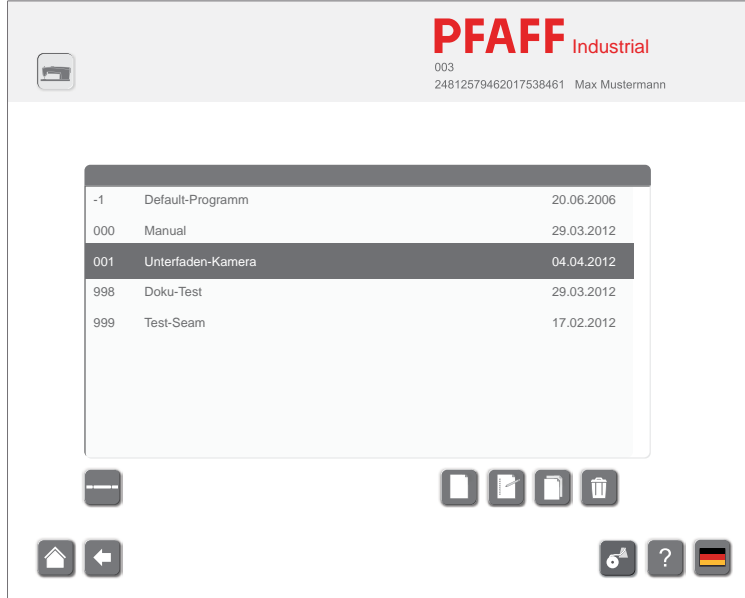 PFAFF Industrial
003
24812579462017538461 Max Mustermann
-1 Default-Programm 20.06.2006
000 Manual 29.03.2012
001 Unterfaden-Kamera 04.04.2012
998 Doku-Test 29.03.2012
999 Test-Seam 17.02.2012
?